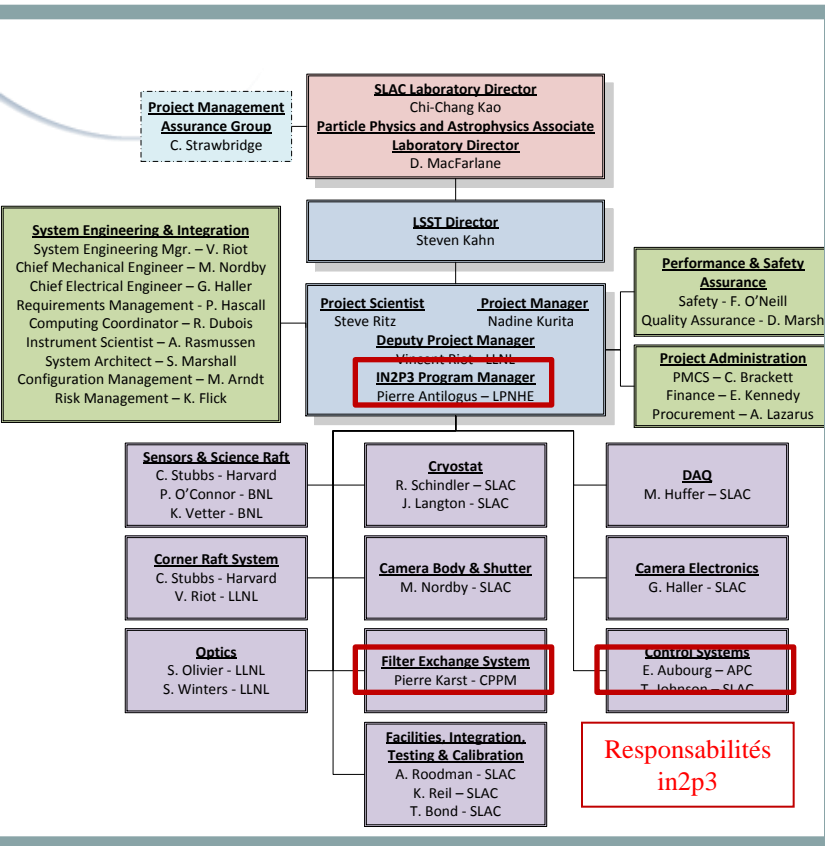 SLAC Laboratory Director
Chi-Chang Kao
Particle Physics and Astrophysics Associate
Laboratory Director
D. MacFarlane
Project Management
Assurance Group
C. Strawbridge
LSST Director
Steven Kahn
System Engineering & Integration
System Engineering Mgr. – V. Riot
Chief Mechanical Engineer – M. Nordby
Chief Electrical Engineer – G. Haller
Requirements Management - P. Hascall
Computing Coordinator – R. Dubois
Instrument Scientist – A. Rasmussen
System Architect – S. Marshall
Configuration Management – M. Arndt
Risk Management – K. Flick
Project Scientist
Steve Ritz
Project Manager
Nadine Kurita
Deputy Project Manager
Vincent Riot - LLNL
IN2P3 Program Manager
Pierre Antilogus – LPNHE
Performance & Safety
Assurance
Safety - F. O'Neill
Quality Assurance - D. Marsh
Project Administration
PMCS – C. Brackett
Finance – E. Kennedy
Procurement – A. Lazarus
Sensors & Science Raft
C. Stubbs - Harvard
P. O'Connor - BNL
K. Vetter - BNL
Cryostat
R. Schindler – SLAC
J. Langton - SLAC
DAQ
M. Huffer – SLAC
Corner Raft System
C. Stubbs - Harvard
V. Riot - LLNL
Camera Body & Shutter
M. Nordby - SLAC
Camera Electronics
G. Haller - SLAC
Optics
S. Olivier - LLNL
S. Winters - LLNL
Filter Exchange System
Pierre Karst - CPPM
Control Systems
E. Aubourg – APC
T. Johnson – SLAC
Facilities, Integration,
Testing & Calibration
A. Roodman - SLAC
K. Reil – SLAC
T. Bond - SLAC
Responsabilités
in2p3